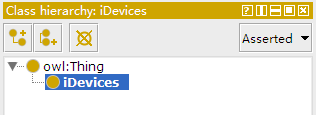 Class hierarchy: iDevices
Asserted
owl:Thing
iDevices